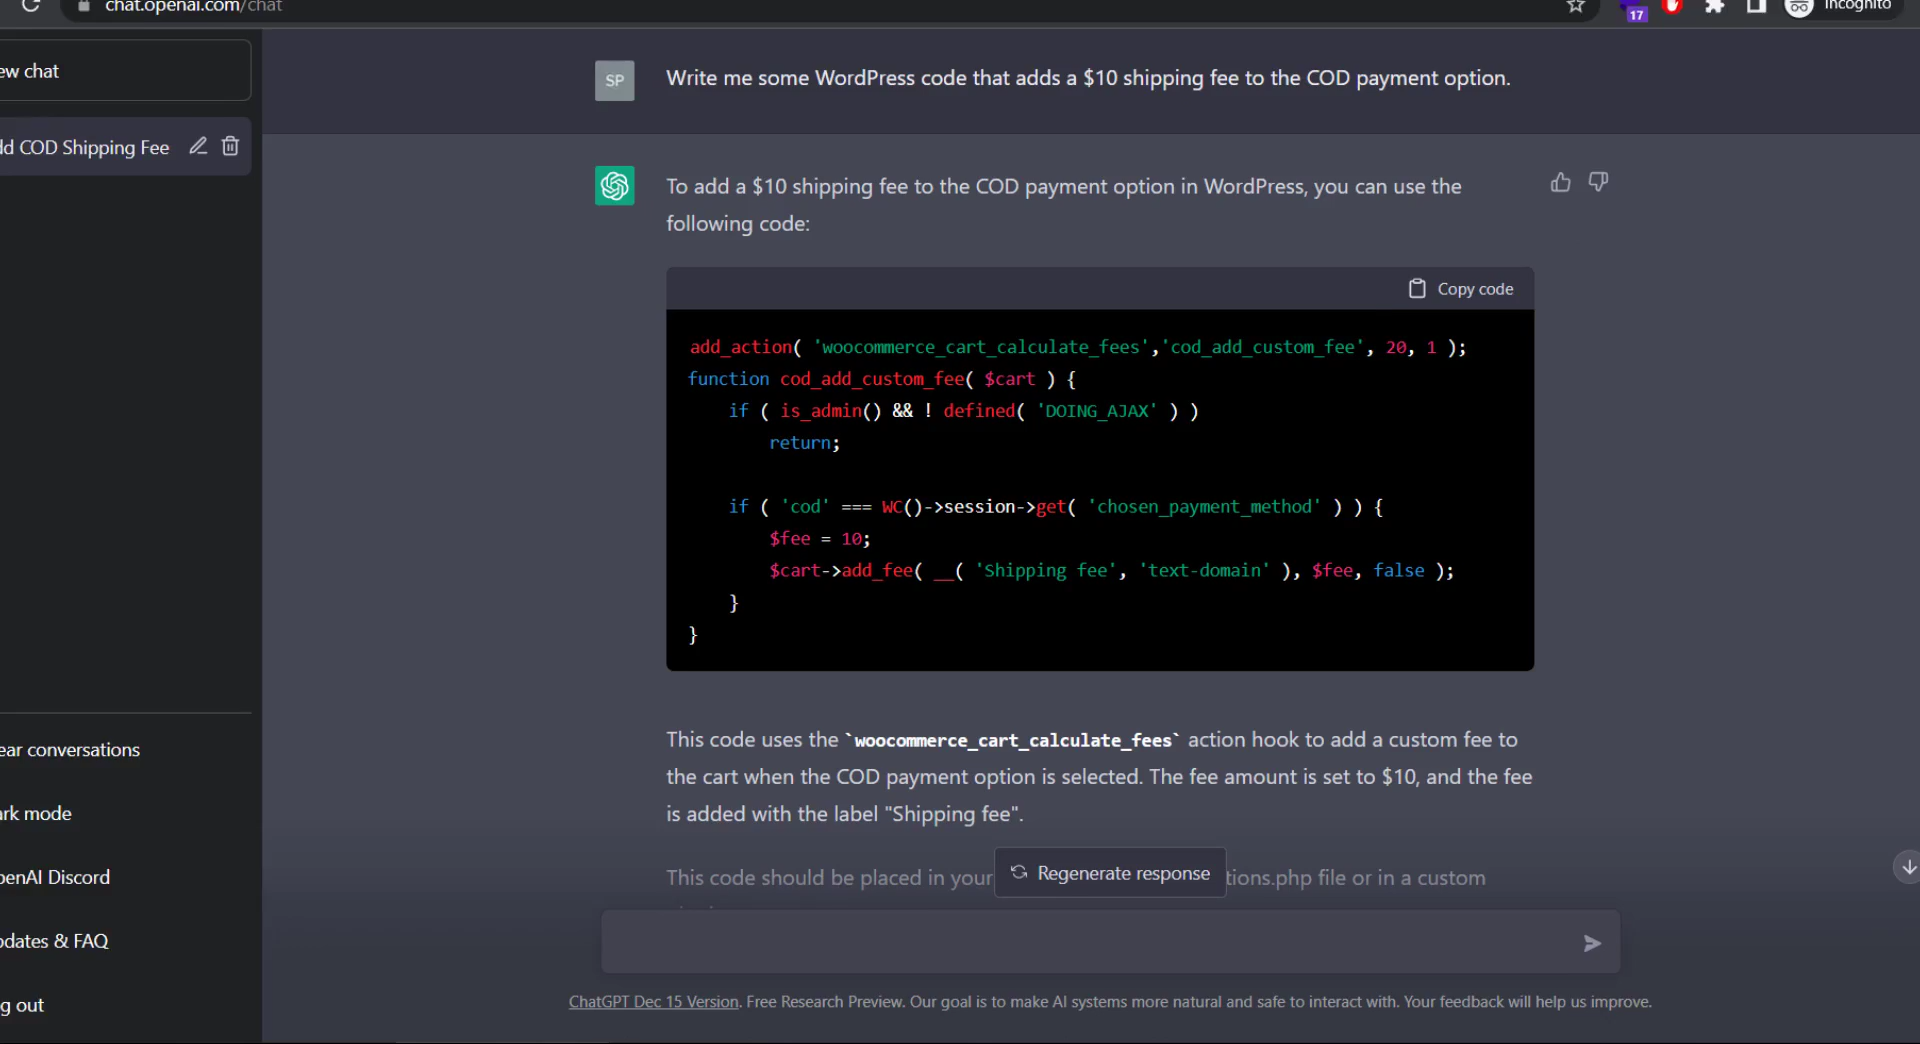 chat.openai.com/chat
17
Incognito
ew chat
SP
Write me some WordPress code that adds a $10 shipping fee to the COD payment option.
dd COD Shipping Fee
To add a $10 shipping fee to the COD payment option in WordPress, you can use the
following code:
Copy code
add_action( 'woocommerce_cart_calculate_fees','cod_add_custom_fee', 20, 1 );
function cod_add_custom_fee( $cart ) {
    if ( is_admin() && ! defined( 'DOING_AJAX' ) )
        return;
    if ( 'cod' === WC()->session->get( 'chosen_payment_method' ) ) {
        $fee = 10;
        $cart->add_fee( __( 'Shipping fee', 'text-domain' ), $fee, false );
    }
}
This code uses the `woocommerce_cart_calculate_fees` action hook to add a custom fee to
the cart when the COD payment option is selected. The fee amount is set to $10, and the fee
is added with the label "Shipping fee".
This code should be placed in your
Regenerate response
tions.php file or in a custom
ear conversations
ark mode
penAI Discord
pdates & FAQ
g out
ChatGPT Dec 15 Version. Free Research Preview. Our goal is to make AI systems more natural and safe to interact with. Your feedback will help us improve.